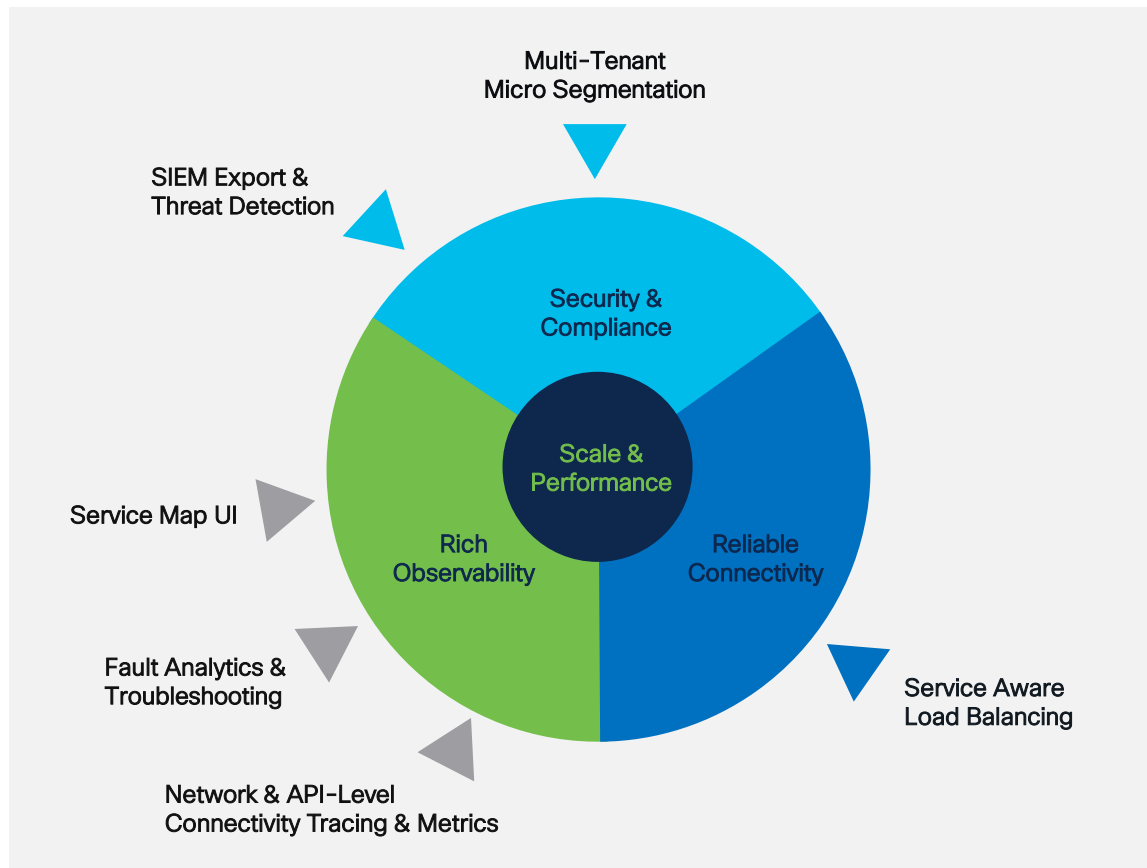 Multi-Tenant
Micro Segmentation
SIEM Export &
Threat Detection
Security &
Compliance
Scale &
Performance
Service Map UI
Rich
Observability
Reliable
Connectivity
Fault Analytics &
Troubleshooting
Service Aware
Load Balancing
Network & API-Level
Connectivity Tracing & Metrics